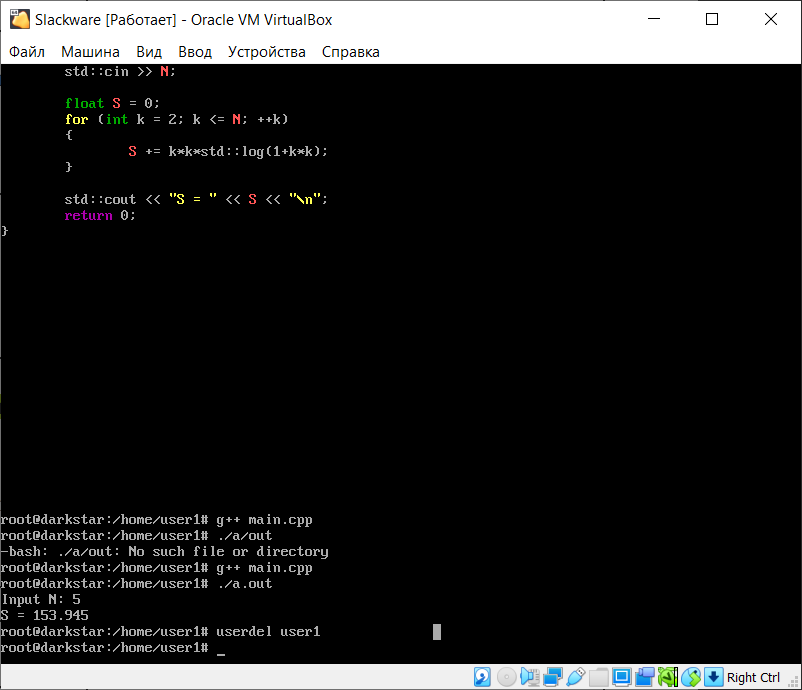 Slackware [Работает] - Oracle VM VirtualBox
Файл Машина Вид Ввод Устройства Справка
std::cin >> N;
float S = 0;
for (int k = 2; k <= N; ++k)
{
S += k*k*std::log(1+k*k);
}
std::cout << "S = " << S << "\n";
return 0;
}
root@darkstar:/home/user1# g++ main.cpp
root@darkstar:/home/user1# ./a/out
-bash: ./a/out: No such file or directory
root@darkstar:/home/user1# g++ main.cpp
root@darkstar:/home/user1# ./a.out
Input N: 5
S = 153.945
root@darkstar:/home/user1# userdel user1
root@darkstar:/home/user1# _
Right Ctrl